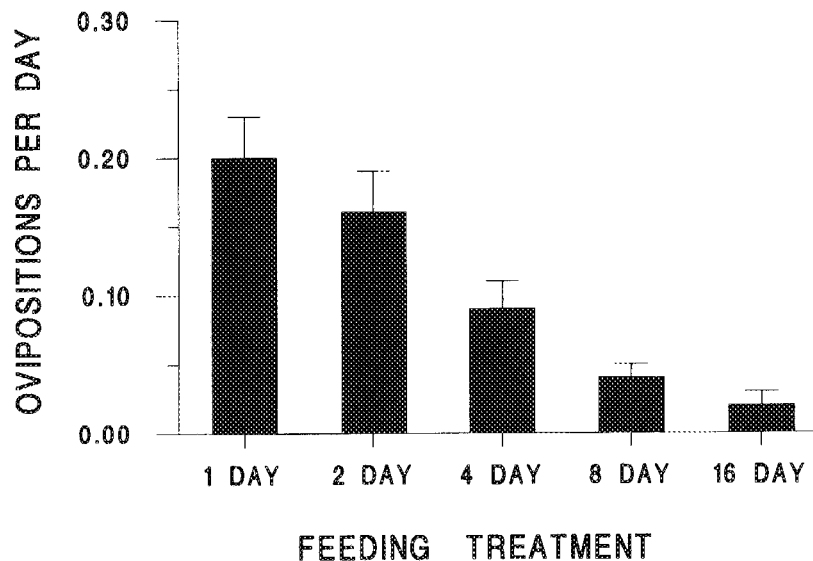 OVIPOSITIONS PER DAY
0.30
0.20
0.10
0.00
1 DAY 2 DAY 4 DAY 8 DAY 16 DAY
FEEDING TREATMENT